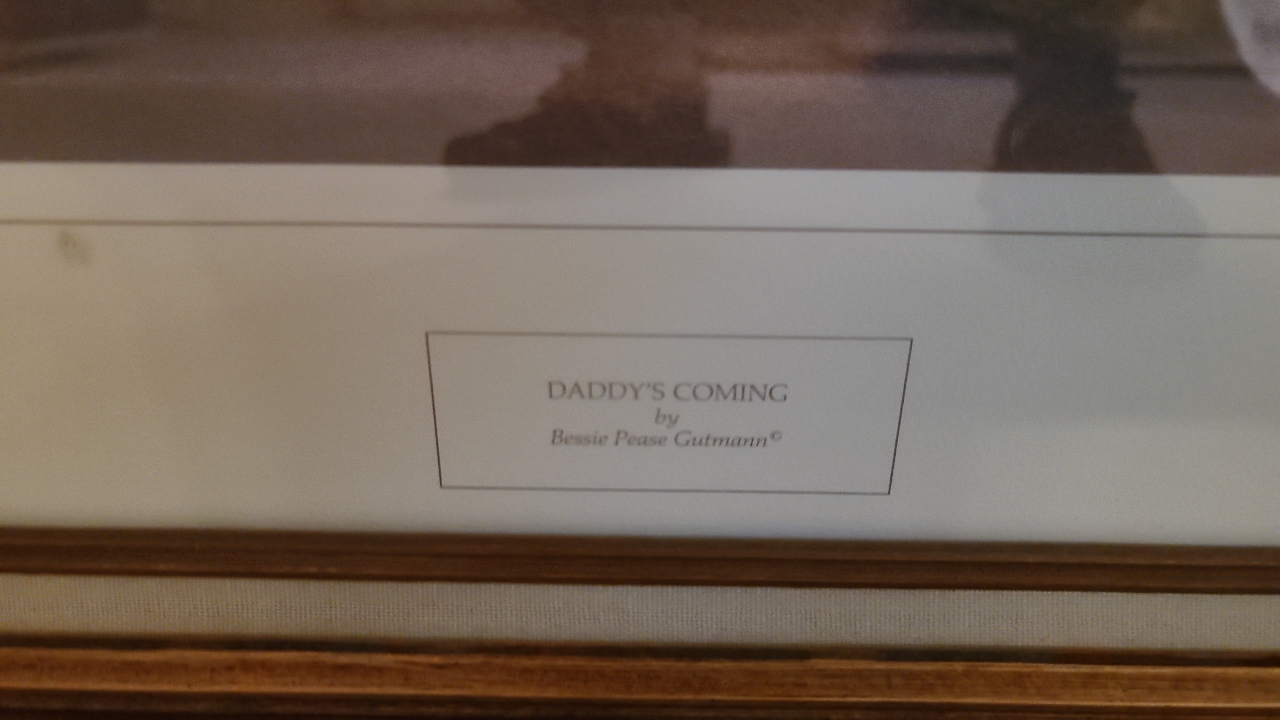 DADDY'S COMING
by
Bessie Pease Gutmann©